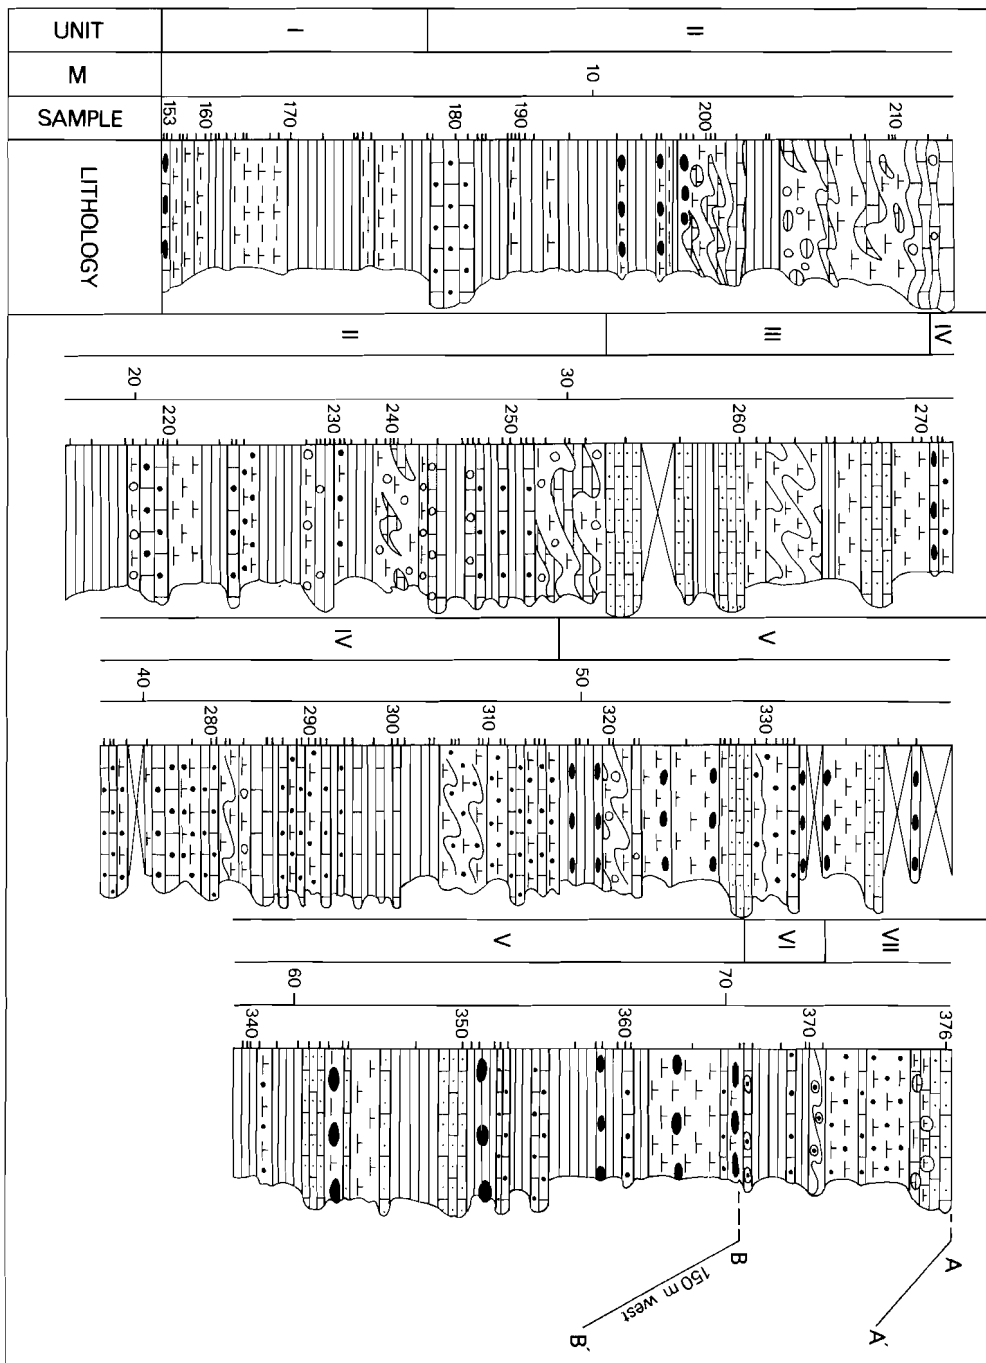 UNIT I II
M 10
SAMPLE 153 160 170 180 190 200 210
LITHOLOGY
II III IV
20 30
220 230 240 250 260 270
IV V
40 50
280 290 300 310 320 330
V VI VII
60 70
340 350 360 370 376
B A
150 m west
B' A'